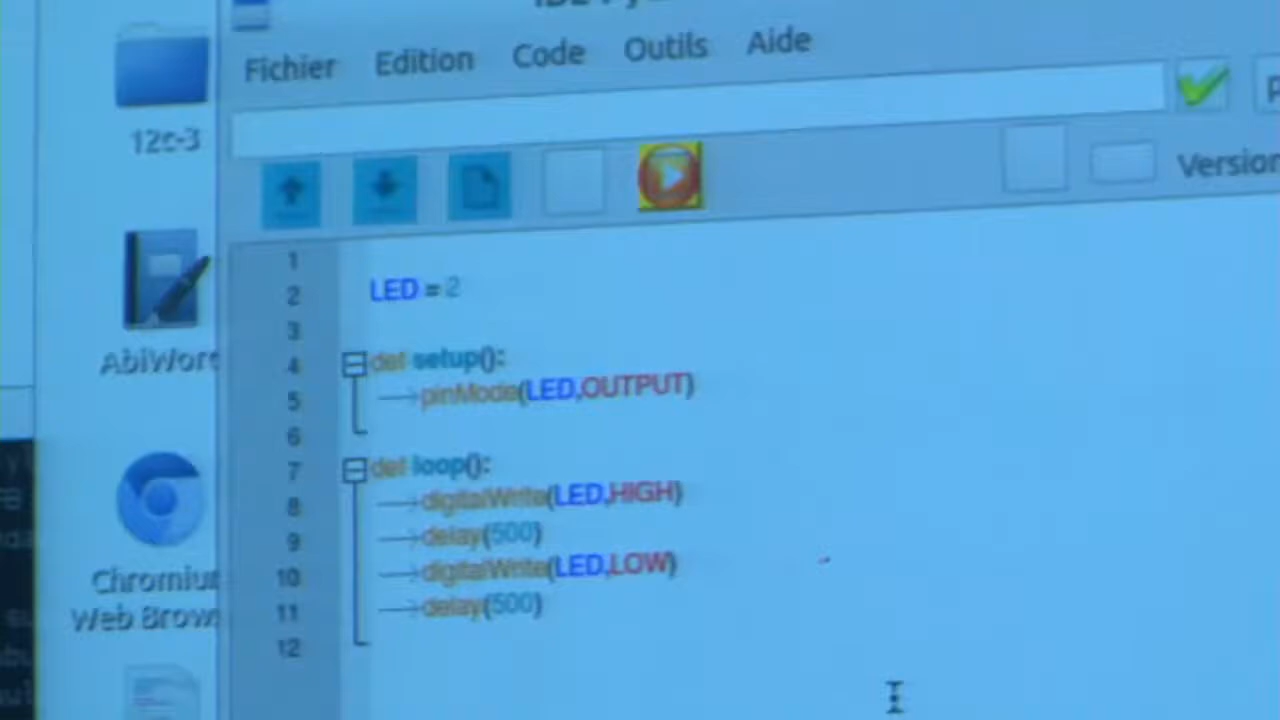 Fichier Edition Code Outils Aide
Version
12c-3
AbiWord
Chromium
Web Brows
1
2 LED = 2
3
4 def setup():
5 pinMode(LED,OUTPUT)
6
7 def loop():
8 digitalWrite(LED,HIGH)
9 delay(500)
10 digitalWrite(LED,LOW)
11 delay(500)
12